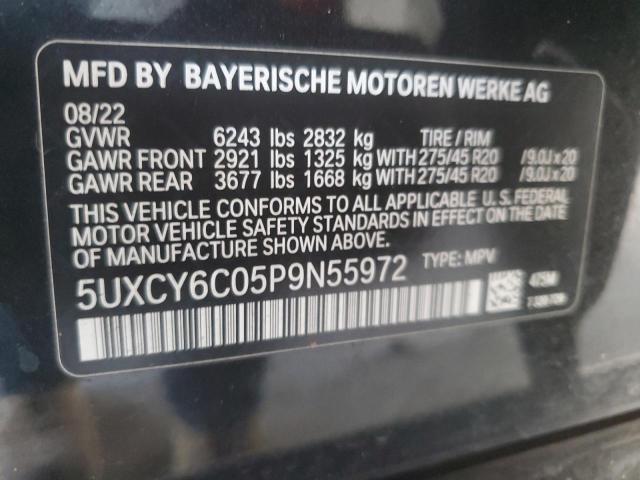 MFD BY BAYERISCHE MOTOREN WERKE AG
08/22
GVWR 6243 lbs 2832 kg TIRE / RIM
GAWR FRONT 2921 lbs 1325 kg WITH 275/45 R20 /9.0J x 20
GAWR REAR 3677 lbs 1668 kg WITH 275/45 R20 /9.0J x 20
THIS VEHICLE CONFORMS TO ALL APPLICABLE U. S. FEDERAL
MOTOR VEHICLE SAFETY STANDARDS IN EFFECT ON THE DATE
OF MANUFACTURE SHOWN ABOVE.
5UXCY6C05P9N55972 TYPE: MPV